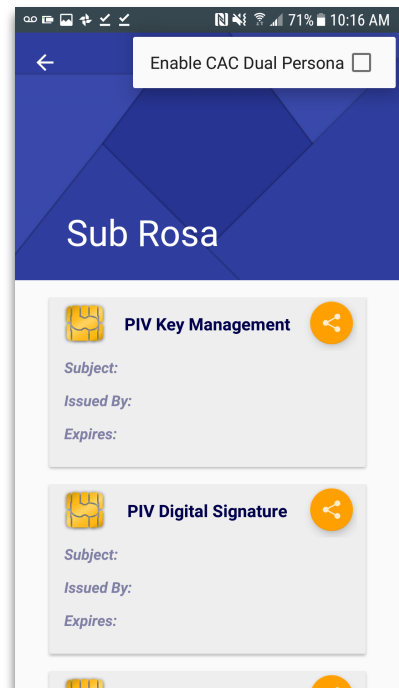 71% 10:16 AM
Enable CAC Dual Persona
Sub Rosa
PIV Key Management
Subject:
Issued By:
Expires:
PIV Digital Signature
Subject:
Issued By:
Expires: